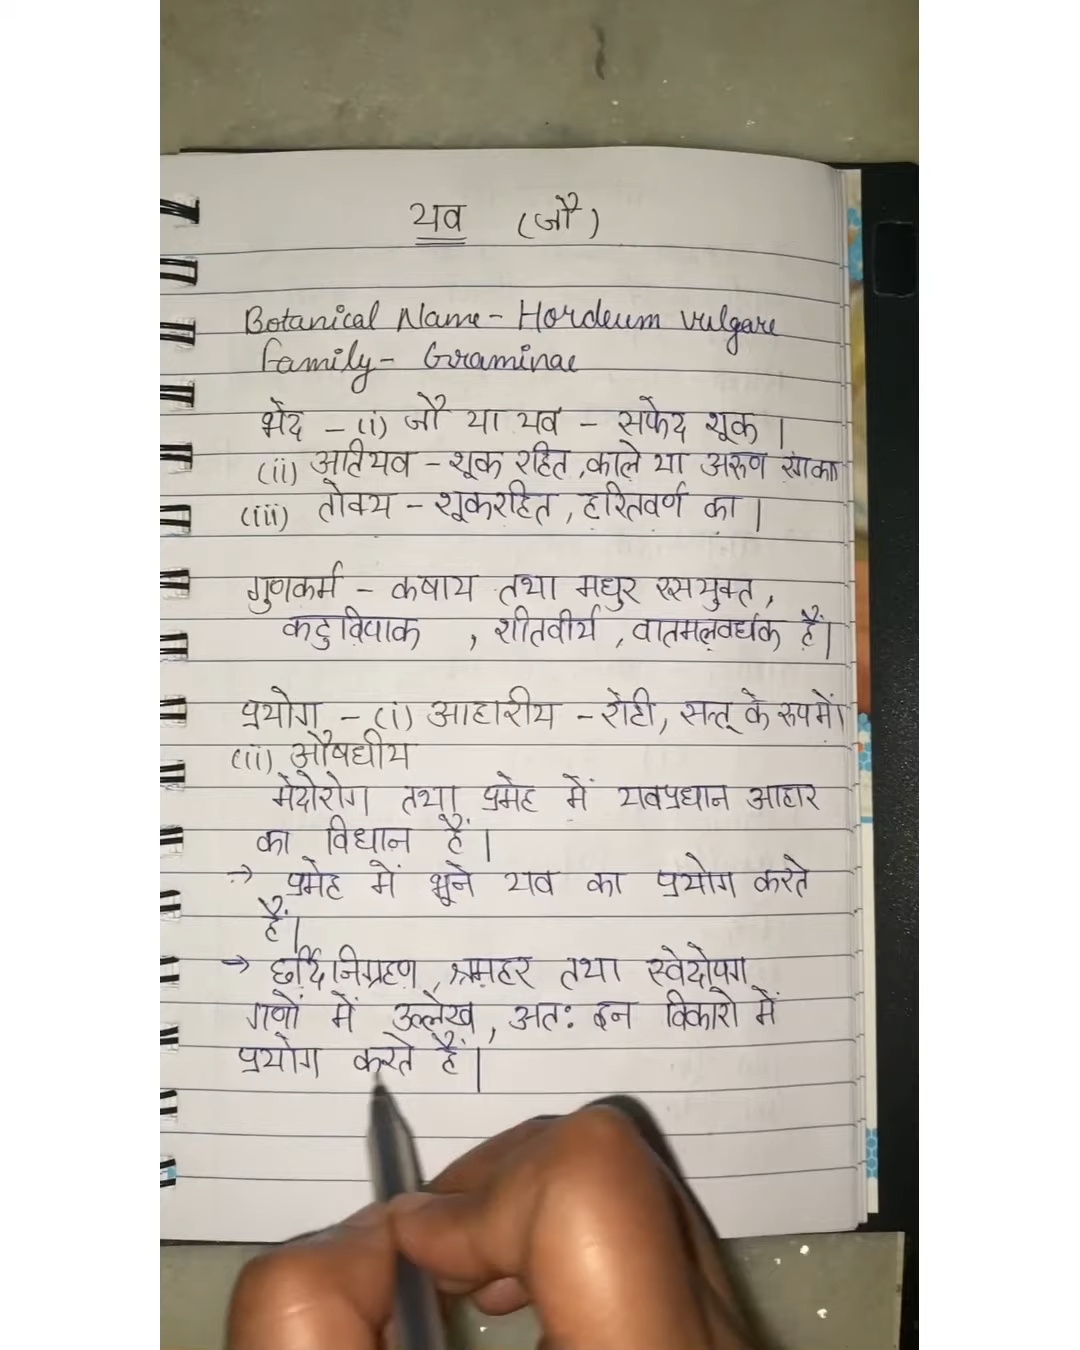 यव (जौ)
Botanical Name - Hordeum vulgare
Family - Graminae
भेद - (i) जौ या यव - सफेद शूक।
(ii) अतियव - शूक रहित, काले या अरुण रंग का
(iii) तोक्य - शूकरहित, हरितवर्ण का।
गुणकर्म - कषाय तथा मधुर रसयुक्त,
कटु विपाक , शीतवीर्य, वातमलवर्धक है।
प्रयोग - (i) आहारीय - रोटी, सत्तू के रूप में।
(ii) औषधीय
मेदोरोग तथा प्रमेह में यवप्रधान आहार
का विधान है।
→ प्रमेह में भूने यव का प्रयोग करते
हैं।
→ छर्दिनिग्रहण, श्रमहर तथा स्वेदोपग
गणों में उल्लेख, अतः इन विकारो में
प्रयोग करते हैं।